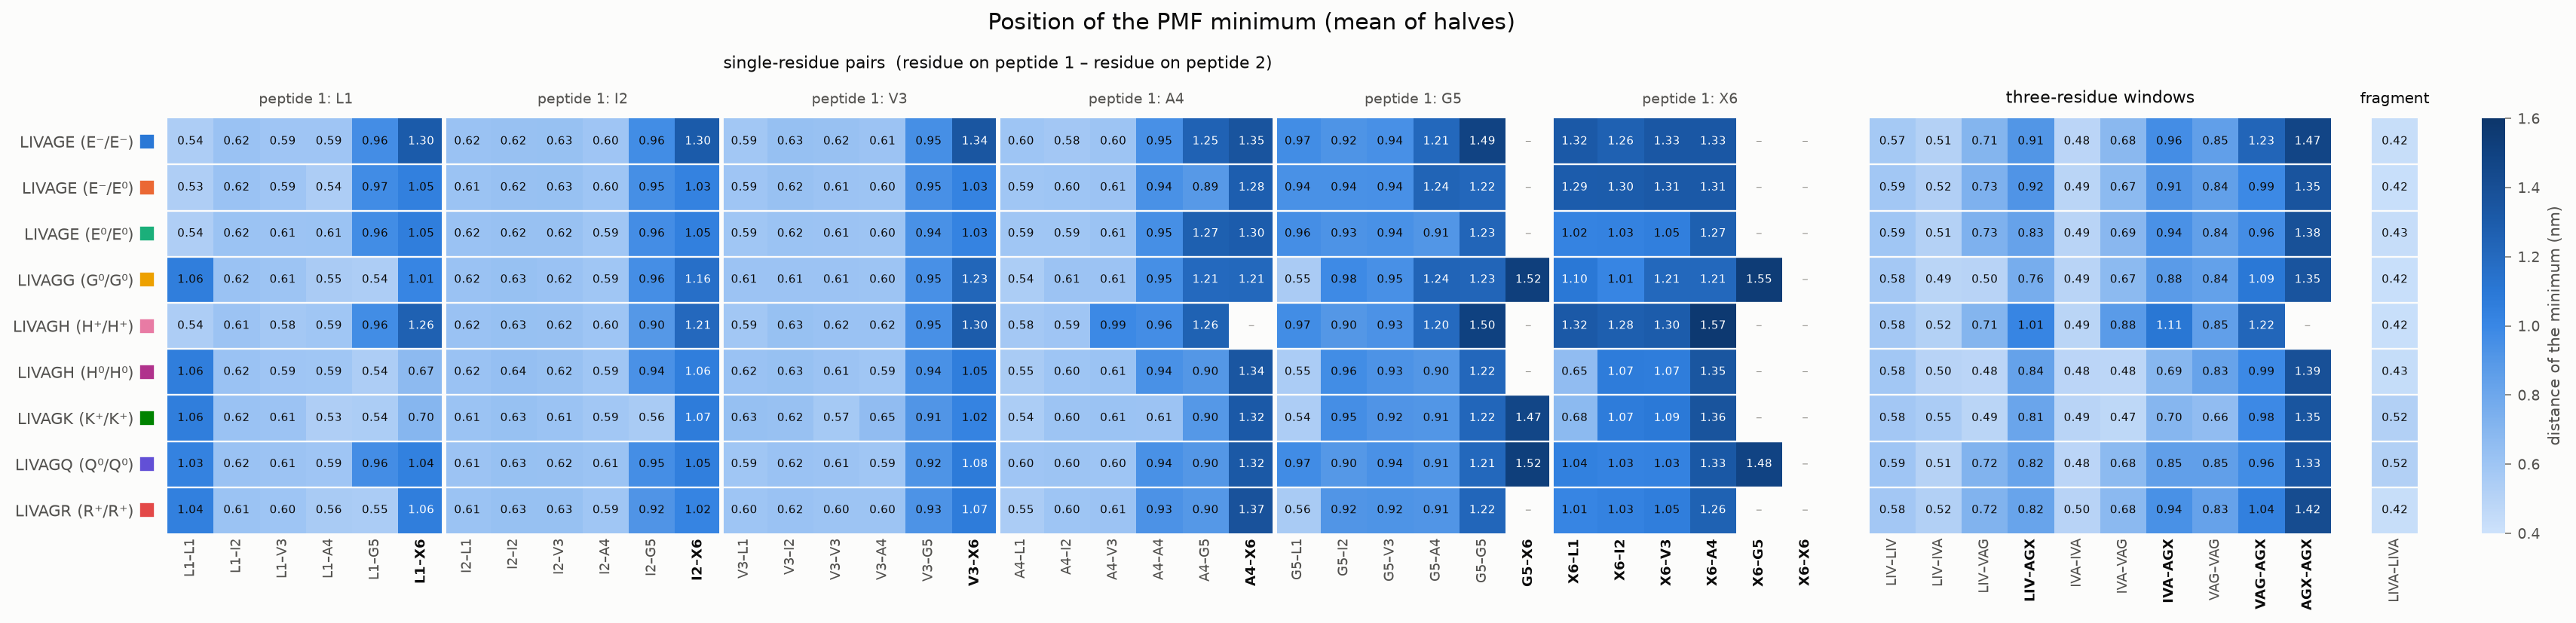 Position of the PMF minimum (mean of halves)
single-residue pairs (residue on peptide 1 – residue on peptide 2)
peptide 1: L1 peptide 1: I2 peptide 1: V3 peptide 1: A4 peptide 1: G5 peptide 1: X6 three-residue windows fragment
LIVAGE (E⁻/E⁻) 0.54 0.62 0.59 0.59 0.96 1.30 0.62 0.62 0.63 0.60 0.96 1.30 0.59 0.63 0.62 0.61 0.95 1.34 0.60 0.58 0.60 0.95 1.25 1.35 0.97 0.92 0.94 1.21 1.49 – 1.32 1.26 1.33 1.33 – – 0.57 0.51 0.71 0.91 0.48 0.68 0.96 0.85 1.23 1.47 0.42
LIVAGE (E⁻/E⁰) 0.53 0.62 0.59 0.54 0.97 1.05 0.61 0.62 0.63 0.60 0.95 1.03 0.59 0.62 0.61 0.60 0.95 1.03 0.59 0.60 0.61 0.94 0.89 1.28 0.94 0.94 0.94 1.24 1.22 – 1.29 1.30 1.31 1.31 – – 0.59 0.52 0.73 0.92 0.49 0.67 0.91 0.84 0.99 1.35 0.42
LIVAGE (E⁰/E⁰) 0.54 0.62 0.61 0.61 0.96 1.05 0.62 0.62 0.62 0.59 0.96 1.05 0.59 0.62 0.61 0.60 0.94 1.03 0.59 0.59 0.61 0.95 1.27 1.30 0.96 0.93 0.94 0.91 1.23 – 1.02 1.03 1.05 1.27 – – 0.59 0.51 0.73 0.83 0.49 0.69 0.94 0.84 0.96 1.38 0.43
LIVAGG (G⁰/G⁰) 1.06 0.62 0.61 0.55 0.54 1.01 0.62 0.63 0.62 0.59 0.96 1.16 0.61 0.61 0.61 0.60 0.95 1.23 0.54 0.61 0.61 0.95 1.21 1.21 0.55 0.98 0.95 1.24 1.23 1.52 1.10 1.01 1.21 1.21 1.55 – 0.58 0.49 0.50 0.76 0.49 0.67 0.88 0.84 1.09 1.35 0.42
LIVAGH (H⁺/H⁺) 0.54 0.61 0.58 0.59 0.96 1.26 0.62 0.63 0.62 0.60 0.90 1.21 0.59 0.63 0.62 0.62 0.95 1.30 0.58 0.59 0.99 0.96 1.26 – 0.97 0.90 0.93 1.20 1.50 – 1.32 1.28 1.30 1.57 – – 0.58 0.52 0.71 1.01 0.49 0.88 1.11 0.85 1.22 – 0.42
LIVAGH (H⁰/H⁰) 1.06 0.62 0.59 0.59 0.54 0.67 0.62 0.64 0.62 0.59 0.94 1.06 0.62 0.63 0.61 0.59 0.94 1.05 0.55 0.60 0.61 0.94 0.90 1.34 0.55 0.96 0.93 0.90 1.22 – 0.65 1.07 1.07 1.35 – – 0.58 0.50 0.48 0.84 0.48 0.48 0.69 0.83 0.99 1.39 0.43
LIVAGK (K⁺/K⁺) 1.06 0.62 0.61 0.53 0.54 0.70 0.61 0.63 0.61 0.59 0.56 1.07 0.63 0.62 0.57 0.65 0.91 1.02 0.54 0.60 0.61 0.61 0.90 1.32 0.54 0.95 0.92 0.91 1.22 1.47 0.68 1.07 1.09 1.36 – – 0.58 0.55 0.49 0.81 0.49 0.47 0.70 0.66 0.98 1.35 0.52
LIVAGQ (Q⁰/Q⁰) 1.03 0.62 0.61 0.59 0.96 1.04 0.61 0.63 0.62 0.61 0.95 1.05 0.59 0.62 0.61 0.59 0.92 1.08 0.60 0.60 0.60 0.94 0.90 1.32 0.97 0.90 0.94 0.91 1.21 1.52 1.04 1.03 1.03 1.33 1.48 – 0.59 0.51 0.72 0.82 0.48 0.68 0.85 0.85 0.96 1.33 0.52
LIVAGR (R⁺/R⁺) 1.04 0.61 0.60 0.56 0.55 1.06 0.61 0.63 0.63 0.59 0.92 1.02 0.60 0.62 0.60 0.60 0.93 1.07 0.55 0.60 0.61 0.93 0.90 1.37 0.56 0.92 0.92 0.91 1.22 – 1.01 1.03 1.05 1.26 – – 0.58 0.52 0.72 0.82 0.50 0.68 0.94 0.83 1.04 1.42 0.42
L1–L1 L1–I2 L1–V3 L1–A4 L1–G5 L1–X6 I2–L1 I2–I2 I2–V3 I2–A4 I2–G5 I2–X6 V3–L1 V3–I2 V3–V3 V3–A4 V3–G5 V3–X6 A4–L1 A4–I2 A4–V3 A4–A4 A4–G5 A4–X6 G5–L1 G5–I2 G5–V3 G5–A4 G5–G5 G5–X6 X6–L1 X6–I2 X6–V3 X6–A4 X6–G5 X6–X6 LIV–LIV LIV–IVA LIV–VAG LIV–AGX IVA–IVA IVA–VAG IVA–AGX VAG–VAG VAG–AGX AGX–AGX LIVA–LIVA
1.6
1.4
1.2
1.0
0.8
0.6
0.4
distance of the minimum (nm)